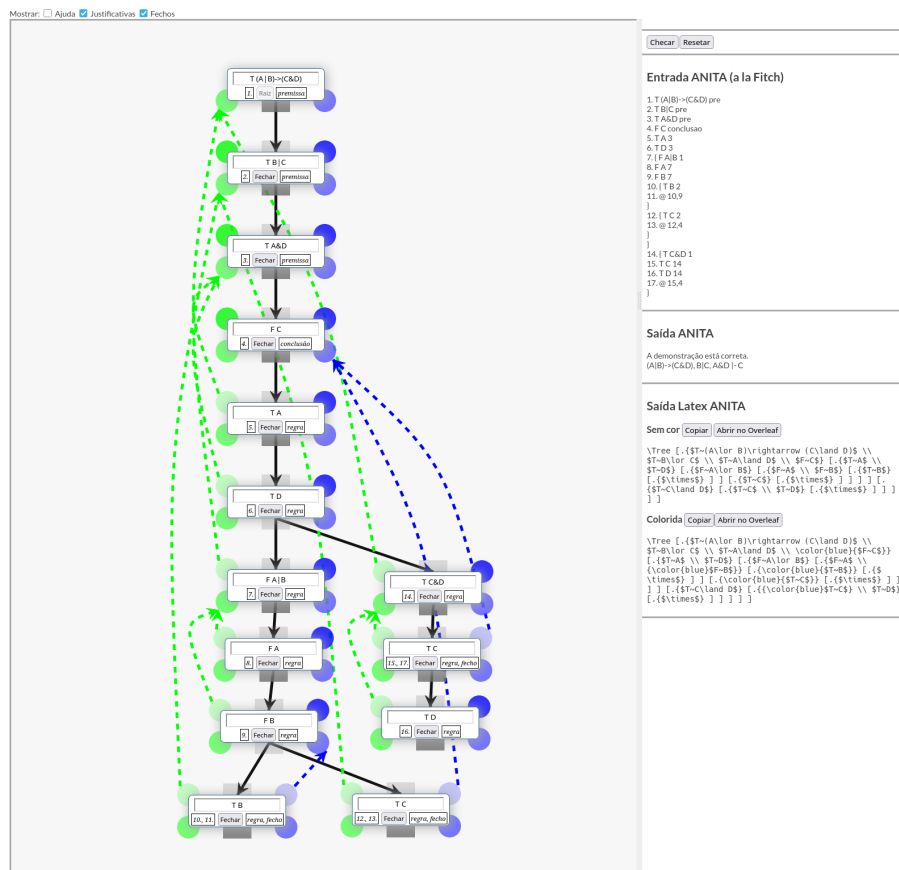 Mostrar: Ajuda Justificativas Fechos
T (A|B)->(C&D)
1. Raiz premissa
T B|C
2. Fechar premissa
T A&D
3. Fechar premissa
F C
4. Fechar conclusão
T A
5. Fechar regra
T D
6. Fechar regra
F A|B
7. Fechar regra
T C&D
14. Fechar regra
F A
8. Fechar regra
T C
15., 17. Fechar regra, fecho
F B
9. Fechar regra
T D
16. Fechar regra
T B
10., 11. Fechar regra, fecho
T C
12., 13. Fechar regra, fecho
Checar Resetar
Entrada ANITA (a la Fitch)
1. T (A|B)->(C&D) pre
2. T B|C pre
3. T A&D pre
4. F C conclusao
5. T A 3
6. T D 3
7. { F A|B 1
8. F A 7
9. F B 7
10. { T B 2
11. @ 10,9
}
12. { T C 2
13. @ 12,4
}
}
14. { T C&D 1
15. T C 14
16. T D 14
17. @ 15,4
}
Saída ANITA
A demonstração está correta.
(A|B)->(C&D), B|C, A&D |- C
Saída Latex ANITA
Sem cor Copiar Abrir no Overleaf
\Tree [.{$T~(A\lor B)\rightarrow (C\land D)$ \\
$T~B\lor C$ \\ $T~A\land D$ \\ $F~C$} [.{$T~A$ \\
$T~D$} [.{$F~A\lor B$} [.{$F~A$ \\ $F~B$} [.{$T~B$}
[.{$\times$} ] ] [.{$T~C$} [.{$\times$} ] ] ] ] [.
{$T~C\land D$} [.{$T~C$ \\ $T~D$} [.{$\times$} ] ] ]
] ]
Colorida Copiar Abrir no Overleaf
\Tree [.{$T~(A\lor B)\rightarrow (C\land D)$ \\
$T~B\lor C$ \\ $T~A\land D$ \\ \color{blue}{$F~C$}}
[.{$T~A$ \\ $T~D$} [.{$F~A\lor B$} [.{$F~A$ \\
{\color{blue}$F~B$}} [.{\color{blue}{$T~B$}} [.{$
\times$} ] ] [.{\color{blue}{$T~C$}} [.{$\times$} ] ]
] ] [.{$T~C\land D$} [.{{\color{blue}$T~C$} \\ $T~D$}
[.{$\times$} ] ] ] ] ]